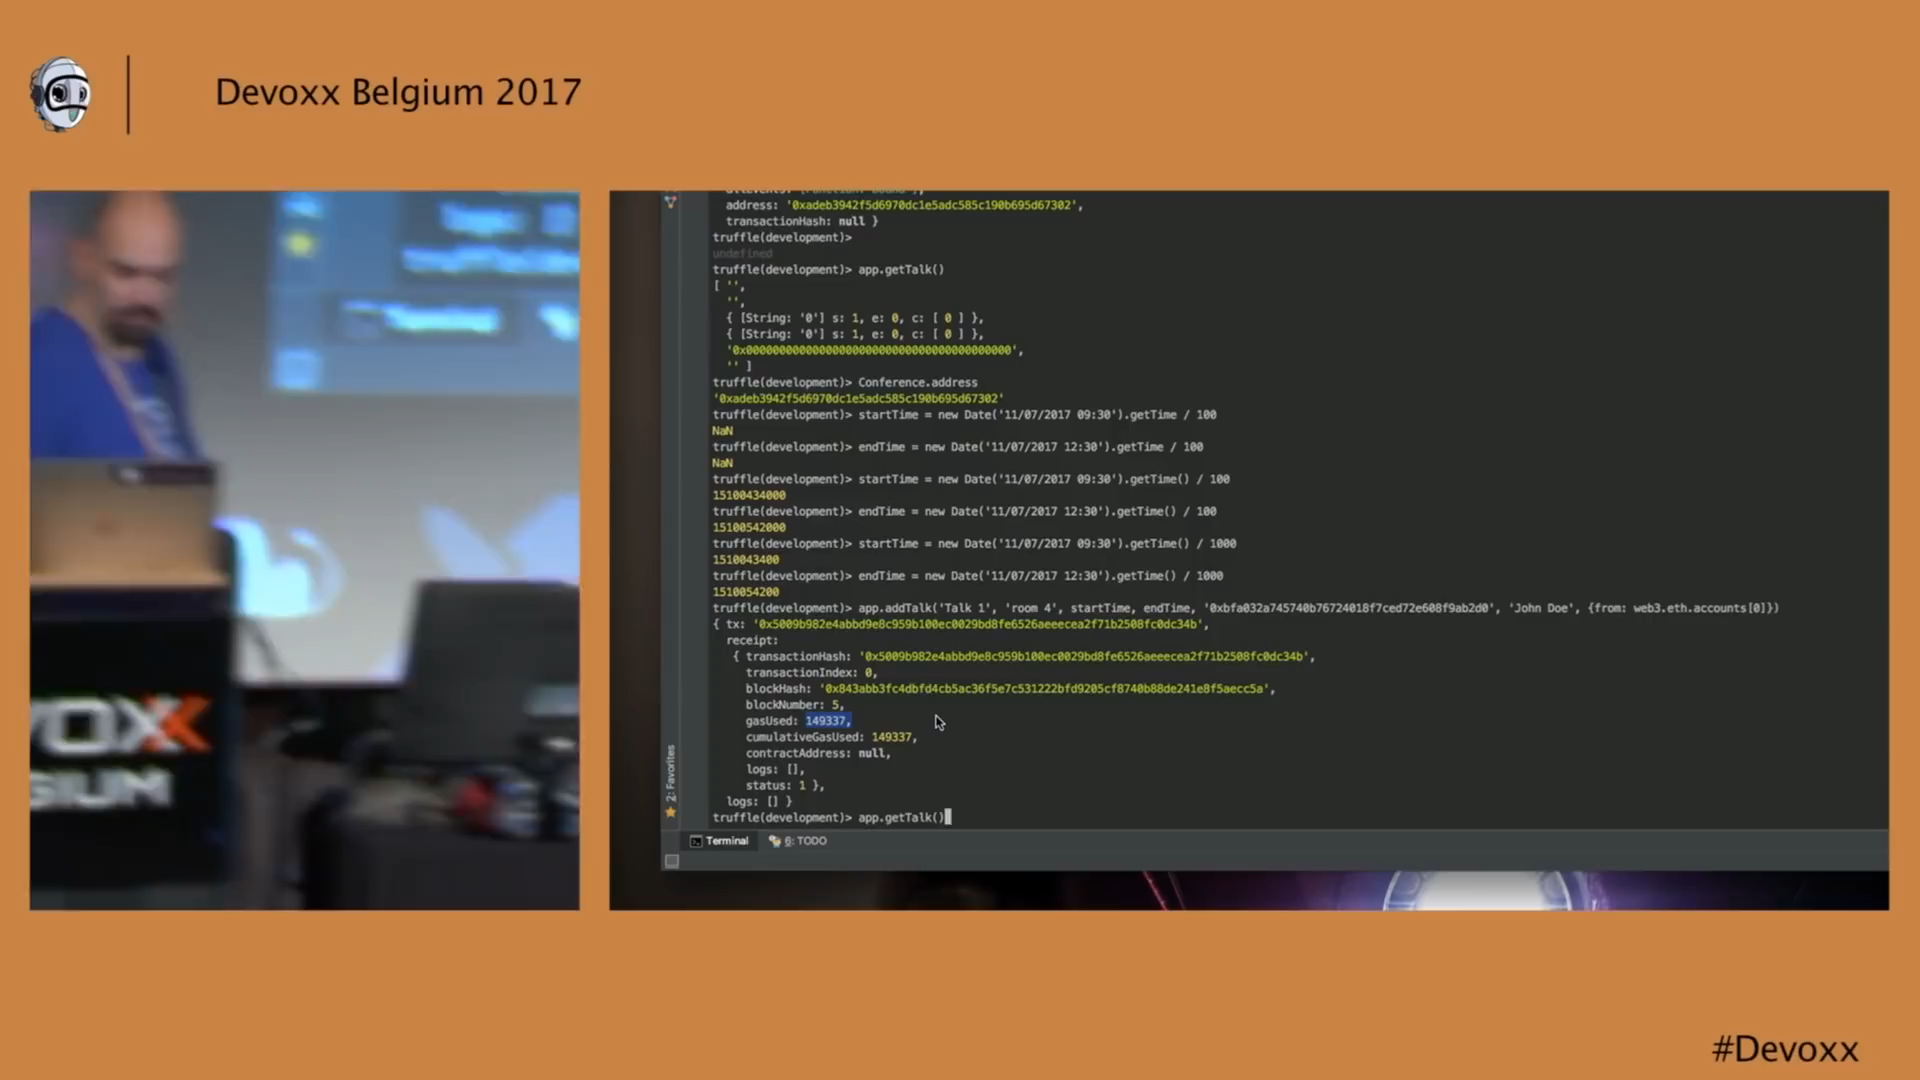 Devoxx Belgium 2017
address: '0xadeb3942f5d6970dc1e5adc585c190b695d67302',
transactionHash: null }
truffle(development)>
undefined
truffle(development)> app.getTalk()
[ '',
'',
{ [String: '0'] s: 1, e: 0, c: [ 0 ] },
{ [String: '0'] s: 1, e: 0, c: [ 0 ] },
'0x0000000000000000000000000000000000000000',
'' ]
truffle(development)> Conference.address
'0xadeb3942f5d6970dc1e5adc585c190b695d67302'
truffle(development)> startTime = new Date('11/07/2017 09:30').getTime / 100
NaN
truffle(development)> endTime = new Date('11/07/2017 12:30').getTime / 100
NaN
truffle(development)> startTime = new Date('11/07/2017 09:30').getTime() / 100
15100434000
truffle(development)> endTime = new Date('11/07/2017 12:30').getTime() / 100
15100542000
truffle(development)> startTime = new Date('11/07/2017 09:30').getTime() / 1000
1510043400
truffle(development)> endTime = new Date('11/07/2017 12:30').getTime() / 1000
1510054200
truffle(development)> app.addTalk('Talk 1', 'room 4', startTime, endTime, '0xbfa032a745740b76724018f7ced72e608f9ab2d0', 'John Doe', {from: web3.eth.accounts[0]})
{ tx: '0x5009b982e4abbd9e8c959b100ec0029bd8fe6526aeeecea2f71b2508fc0dc34b',
receipt:
{ transactionHash: '0x5009b982e4abbd9e8c959b100ec0029bd8fe6526aeeecea2f71b2508fc0dc34b',
transactionIndex: 0,
blockHash: '0x843abb3fc4dbfd4cb5ac36f5e7c531222bfd9205cf8740b88de241e8f5aecc5a',
blockNumber: 5,
gasUsed: 149337,
cumulativeGasUsed: 149337,
contractAddress: null,
logs: [],
status: 1 },
logs: [] }
truffle(development)> app.getTalk()
2: Favorites
Terminal
6: TODO
VOXX
GIUM
#Devoxx